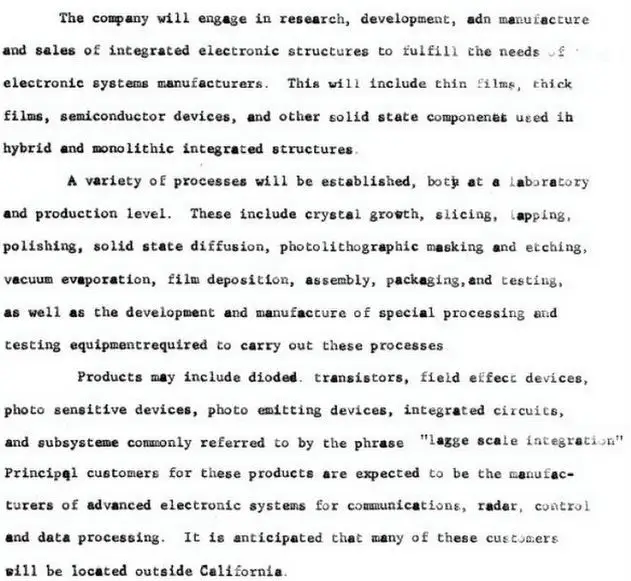 The company will engage in research, development, adn manufacture
and sales of integrated electronic structures to fulfill the needs of
electronic systems manufacturers. This will include thin films, thick
films, semiconductor devices, and other solid state componenes used ih
hybrid and monolithic integrated structures.
A variety of processes will be established, both at a laboratory
and production level. These include crystal growth, slicing, lapping,
polishing, solid state diffusion, photolithographic masking and etching,
vacuum evaporation, film deposition, assembly, packaging,and testing,
as well as the development and manufacture of special processing and
testing equipmentrequired to carry out these processes
Products may include dioded. transistors, field effect devices,
photo sensitive devices, photo emitting devices, integrated circuits,
and subsysteme commonly referred to by the phrase "lagge scale integration"
Principql customers for these products are expected to be the manufac-
turers of advanced electronic systems for communications, radar, control
and data processing. It is anticipated that many of these customers
will be located outside California.